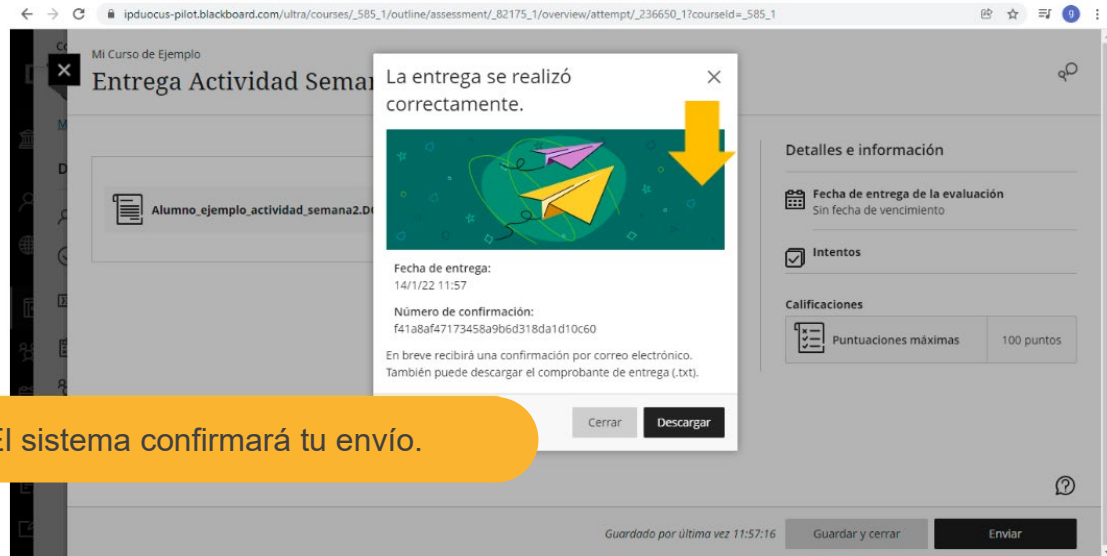 ipduocus-pilot.blackboard.com/ultra/courses/_585_1/outline/assessment/_82175_1/overview/attempt/_236650_1?courseId=_585_1
9
Mi Curso de Ejemplo
La entrega se realizó
correctamente.
Entrega Actividad Seman
Detalles e información
Fecha de entrega de la evaluación
Sin fecha de vencimiento
Alumno_ejemplo_actividad_semana2.DO
Intentos
Fecha de entrega:
14/1/22 11:57
Calificaciones
Número de confirmación:
f41a8af47173458a9b6d318da1d10c60
Puntuaciones máximas
100 puntos
En breve recibirá una confirmación por correo electrónico.
También puede descargar el comprobante de entrega (.txt).
Cerrar
Descargar
El sistema confirmará tu envío.
Guardado por última vez 11:57:16
Guardar y cerrar
Enviar